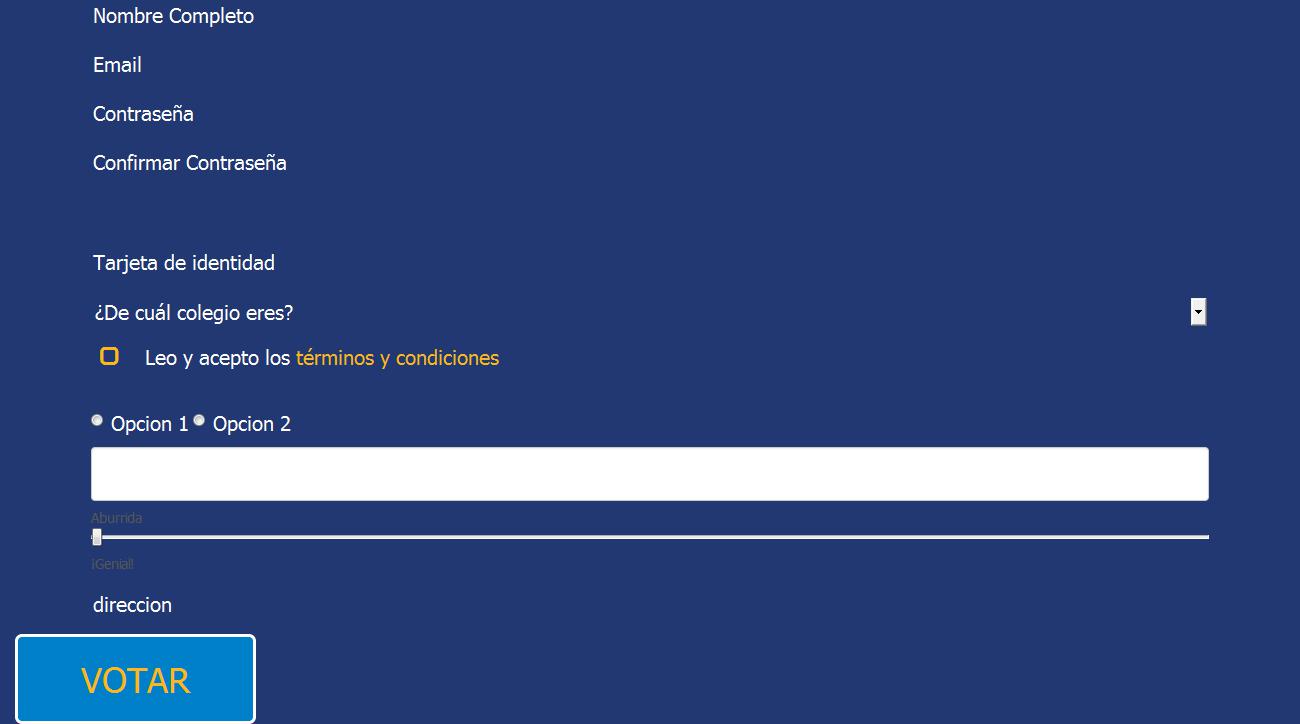 Nombre Completo
Email
Contraseña
Confirmar Contraseña
Tarjeta de identidad
¿De cuál colegio eres?
Leo y acepto los términos y condiciones
Opcion 1 Opcion 2
Aburrida
¡Genial!
direccion
VOTAR